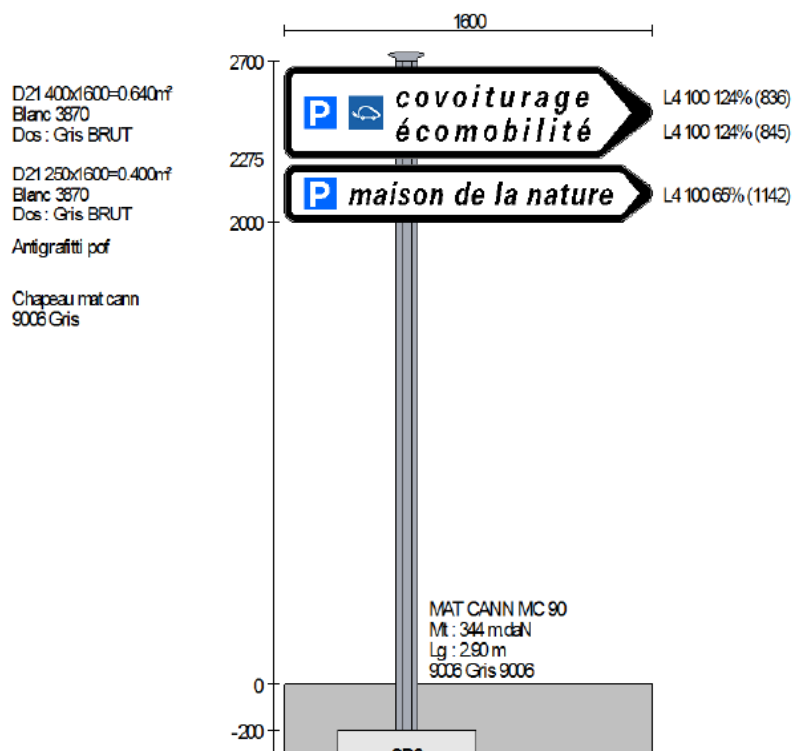 1600
2700
D21 400x1600=0.640m²
Blanc 3870
Dos : Gris BRUT
P covoiturage
écomobilité
L4 100 124% (836)
L4 100 124% (845)
2275
D21 250x1600=0.400m²
Blanc 3870
Dos : Gris BRUT
P maison de la nature
L4 100 65% (1142)
2000
Antigrafitti pof
Chapeau mat cann
9006 Gris
MAT CANN MC 90
Mt : 344 m.daN
Lg : 2.90 m
9006 Gris 9006
0
-200